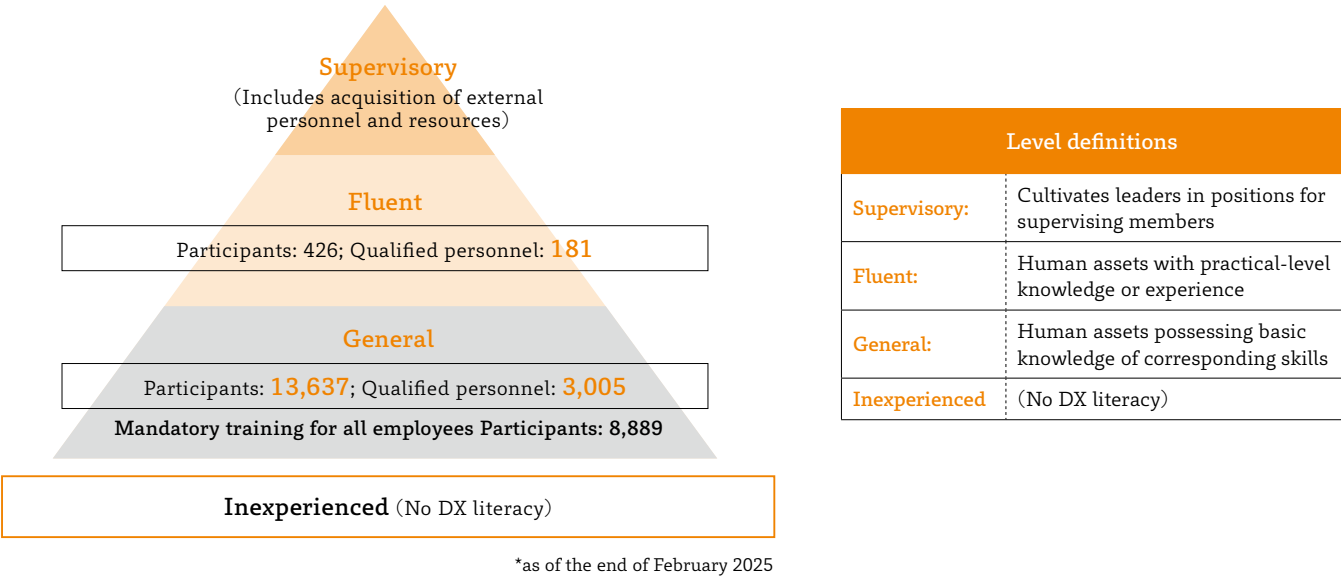 Supervisory
(Includes acquisition of external
personnel and resources)
Fluent
Participants: 426; Qualified personnel: 181
General
Participants: 13,637; Qualified personnel: 3,005
Mandatory training for all employees Participants: 8,889
Inexperienced (No DX literacy)
*as of the end of February 2025
Level definitions
Supervisory:
Cultivates leaders in positions for
supervising members
Fluent:
Human assets with practical-level
knowledge or experience
General:
Human assets possessing basic
knowledge of corresponding skills
Inexperienced
(No DX literacy)